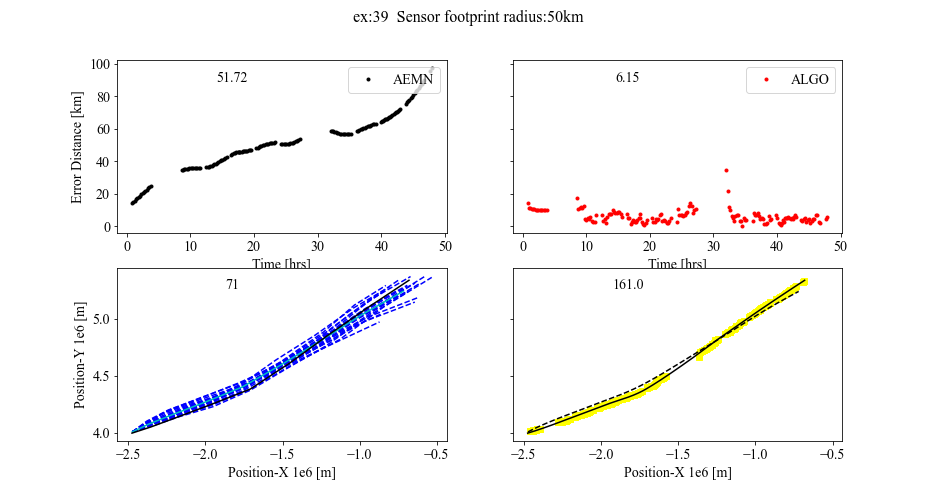 ex:39 Sensor footprint radius:50km
51.72
AEMN
6.15
ALGO
Error Distance [km]
100
80
60
40
20
0
0 10 20 30 40 50
0 10 20 30 40 50
Time [hrs]
Time [hrs]
71
161.0
Position-Y 1e6 [m]
5.0
4.5
4.0
−2.5 −2.0 −1.5 −1.0 −0.5
−2.5 −2.0 −1.5 −1.0 −0.5
Position-X 1e6 [m]
Position-X 1e6 [m]